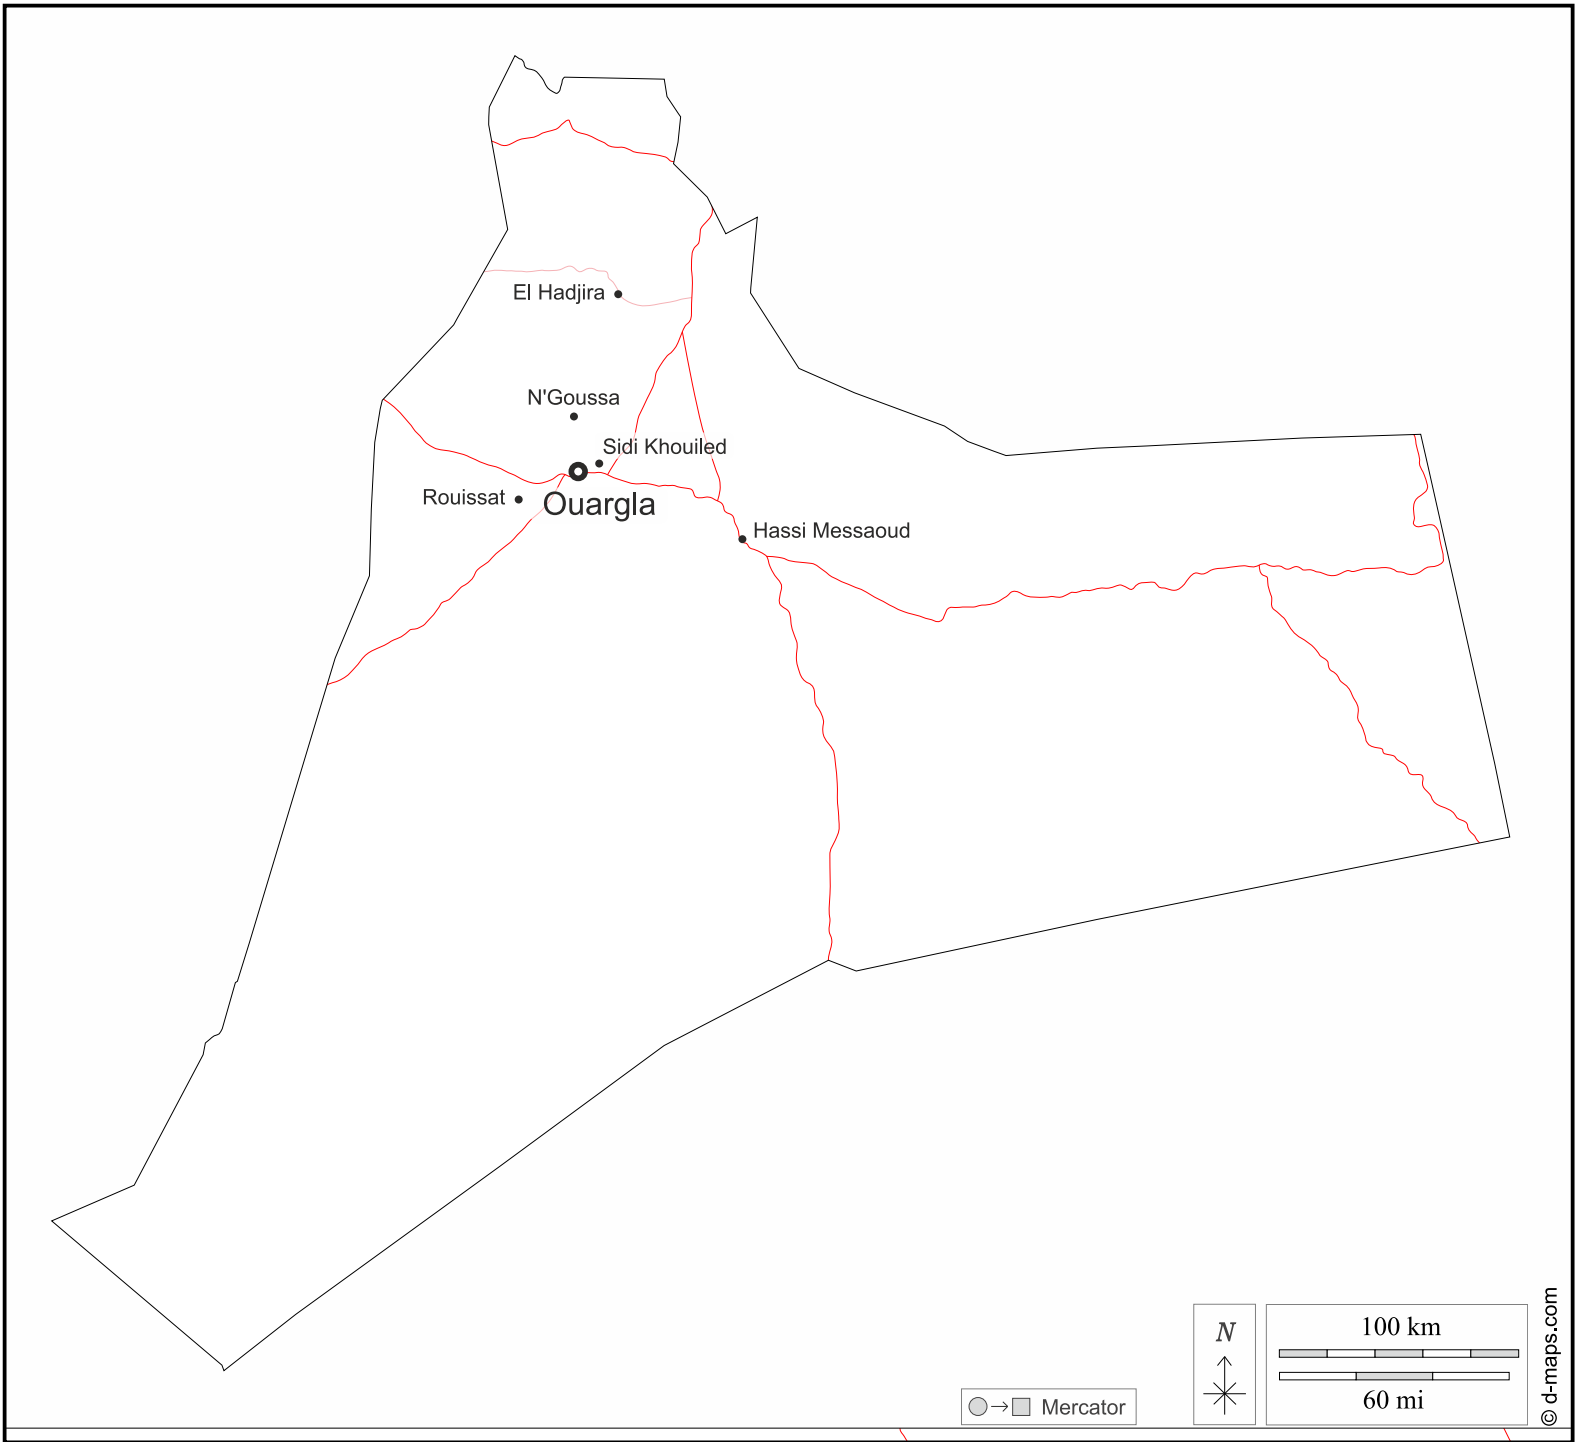 El Hadjira
N'Goussa
Sidi Khouiled
Rouissat
Ouargla
Hassi Messaoud
N
100 km
60 mi
Mercator
© d-maps.com